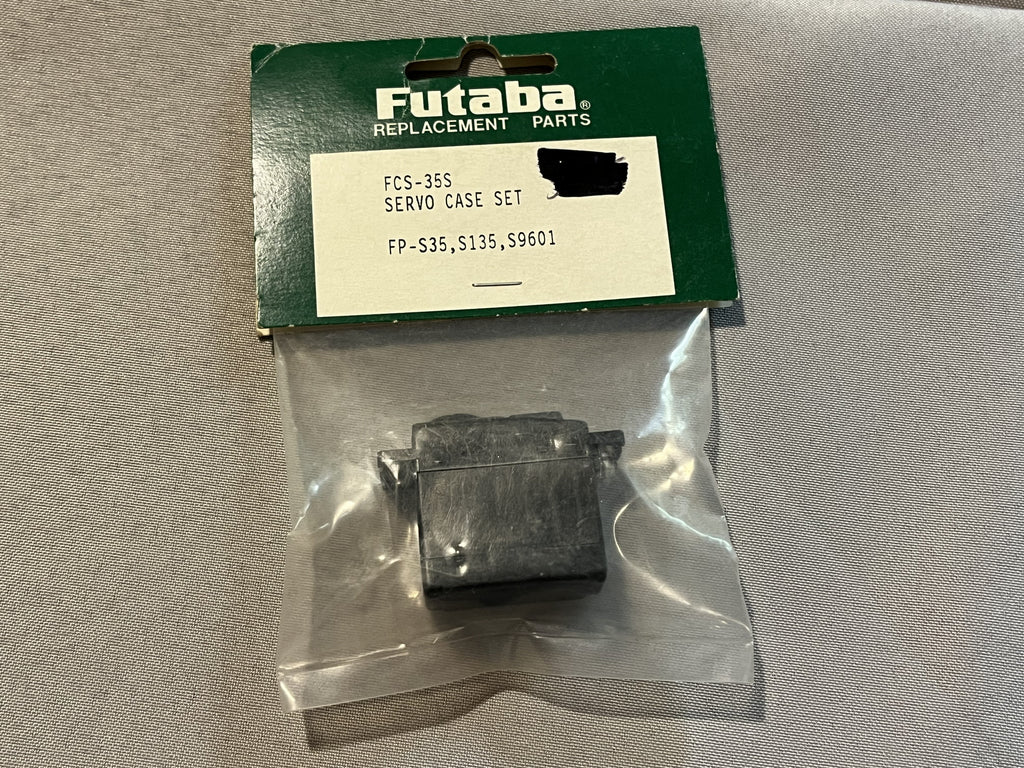 Futaba®
REPLACEMENT PARTS
FCS-35S
SERVO CASE SET
FP-S35,S135,S9601